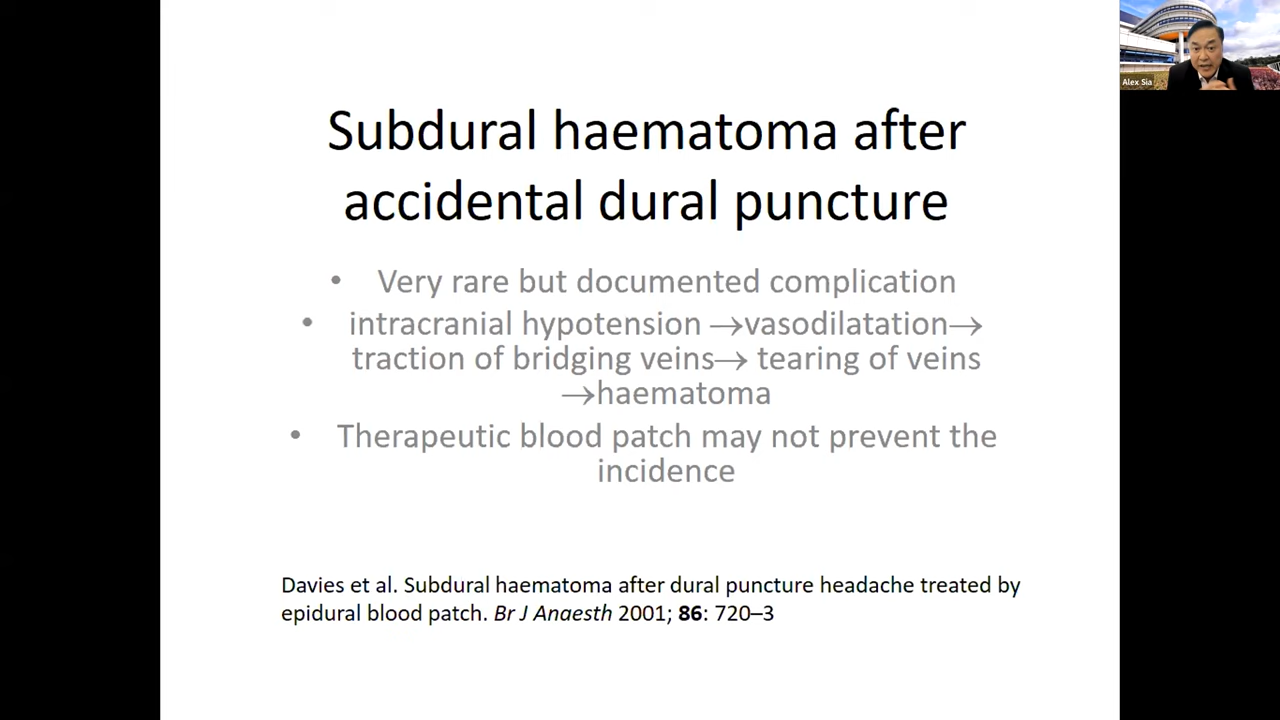 Alex Sia
Subdural haematoma after
accidental dural puncture
• Very rare but documented complication
• intracranial hypotension →vasodilatation→
traction of bridging veins→ tearing of veins
→haematoma
• Therapeutic blood patch may not prevent the
incidence
Davies et al. Subdural haematoma after dural puncture headache treated by
epidural blood patch. Br J Anaesth 2001; 86: 720–3